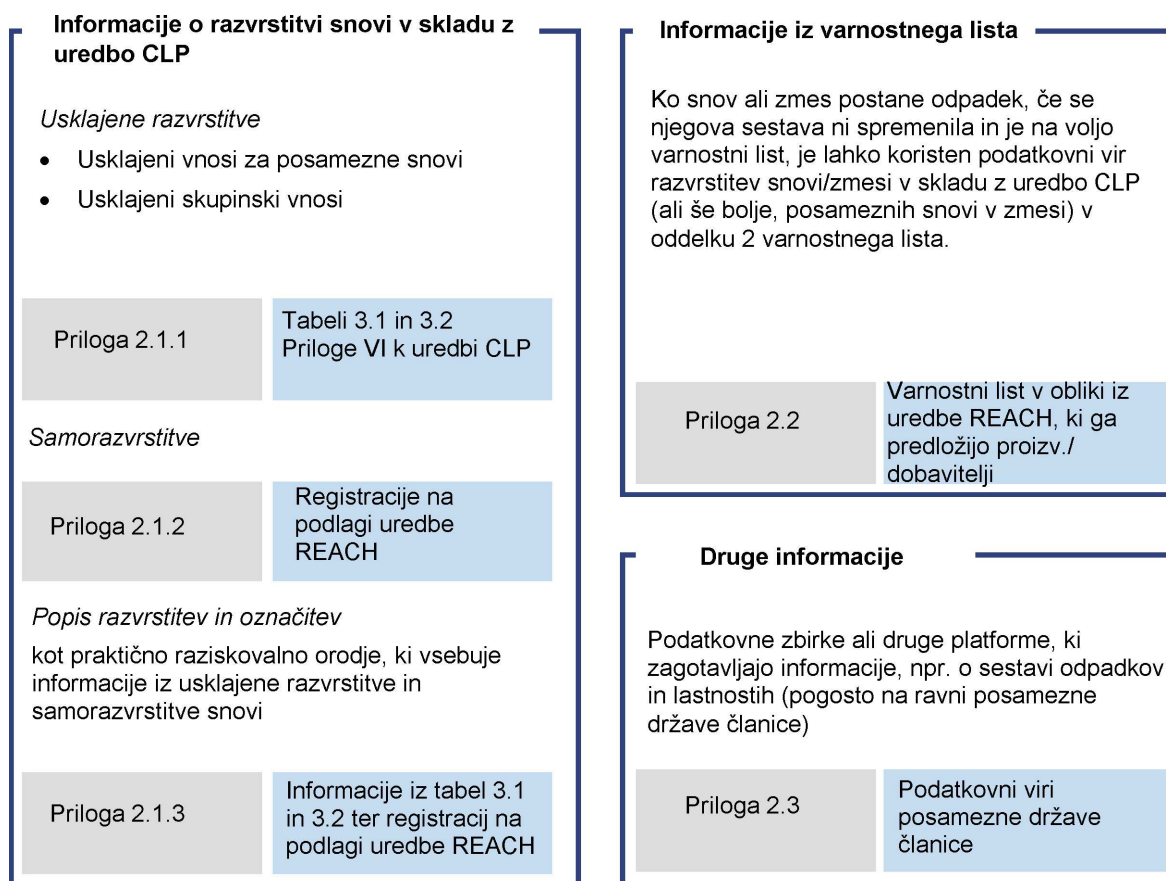 Informacije o razvrstitvi snovi v skladu z
uredbo CLP
Usklajene razvrstitve
• Usklajeni vnosi za posamezne snovi
• Usklajeni skupinski vnosi
Priloga 2.1.1
Tabeli 3.1 in 3.2
Priloge VI k uredbi CLP
Samorazvrstitve
Priloga 2.1.2
Registracije na
podlagi uredbe
REACH
Popis razvrstitev in označitev
kot praktično raziskovalno orodje, ki vsebuje
informacije iz usklajene razvrstitve in
samorazvrstitve snovi
Priloga 2.1.3
Informacije iz tabel 3.1
in 3.2 ter registracij na
podlagi uredbe REACH
Informacije iz varnostnega lista
Ko snov ali zmes postane odpadek, če se
njegova sestava ni spremenila in je na voljo
varnostni list, je lahko koristen podatkovni vir
razvrstitev snovi/zmesi v skladu z uredbo CLP
(ali še bolje, posameznih snovi v zmesi) v
oddelku 2 varnostnega lista.
Priloga 2.2
Varnostni list v obliki iz
uredbe REACH, ki ga
predložijo proizv./
dobavitelji
Druge informacije
Podatkovne zbirke ali druge platforme, ki
zagotavljajo informacije, npr. o sestavi odpadkov
in lastnostih (pogosto na ravni posamezne
države članice)
Priloga 2.3
Podatkovni viri
posamezne države
članice